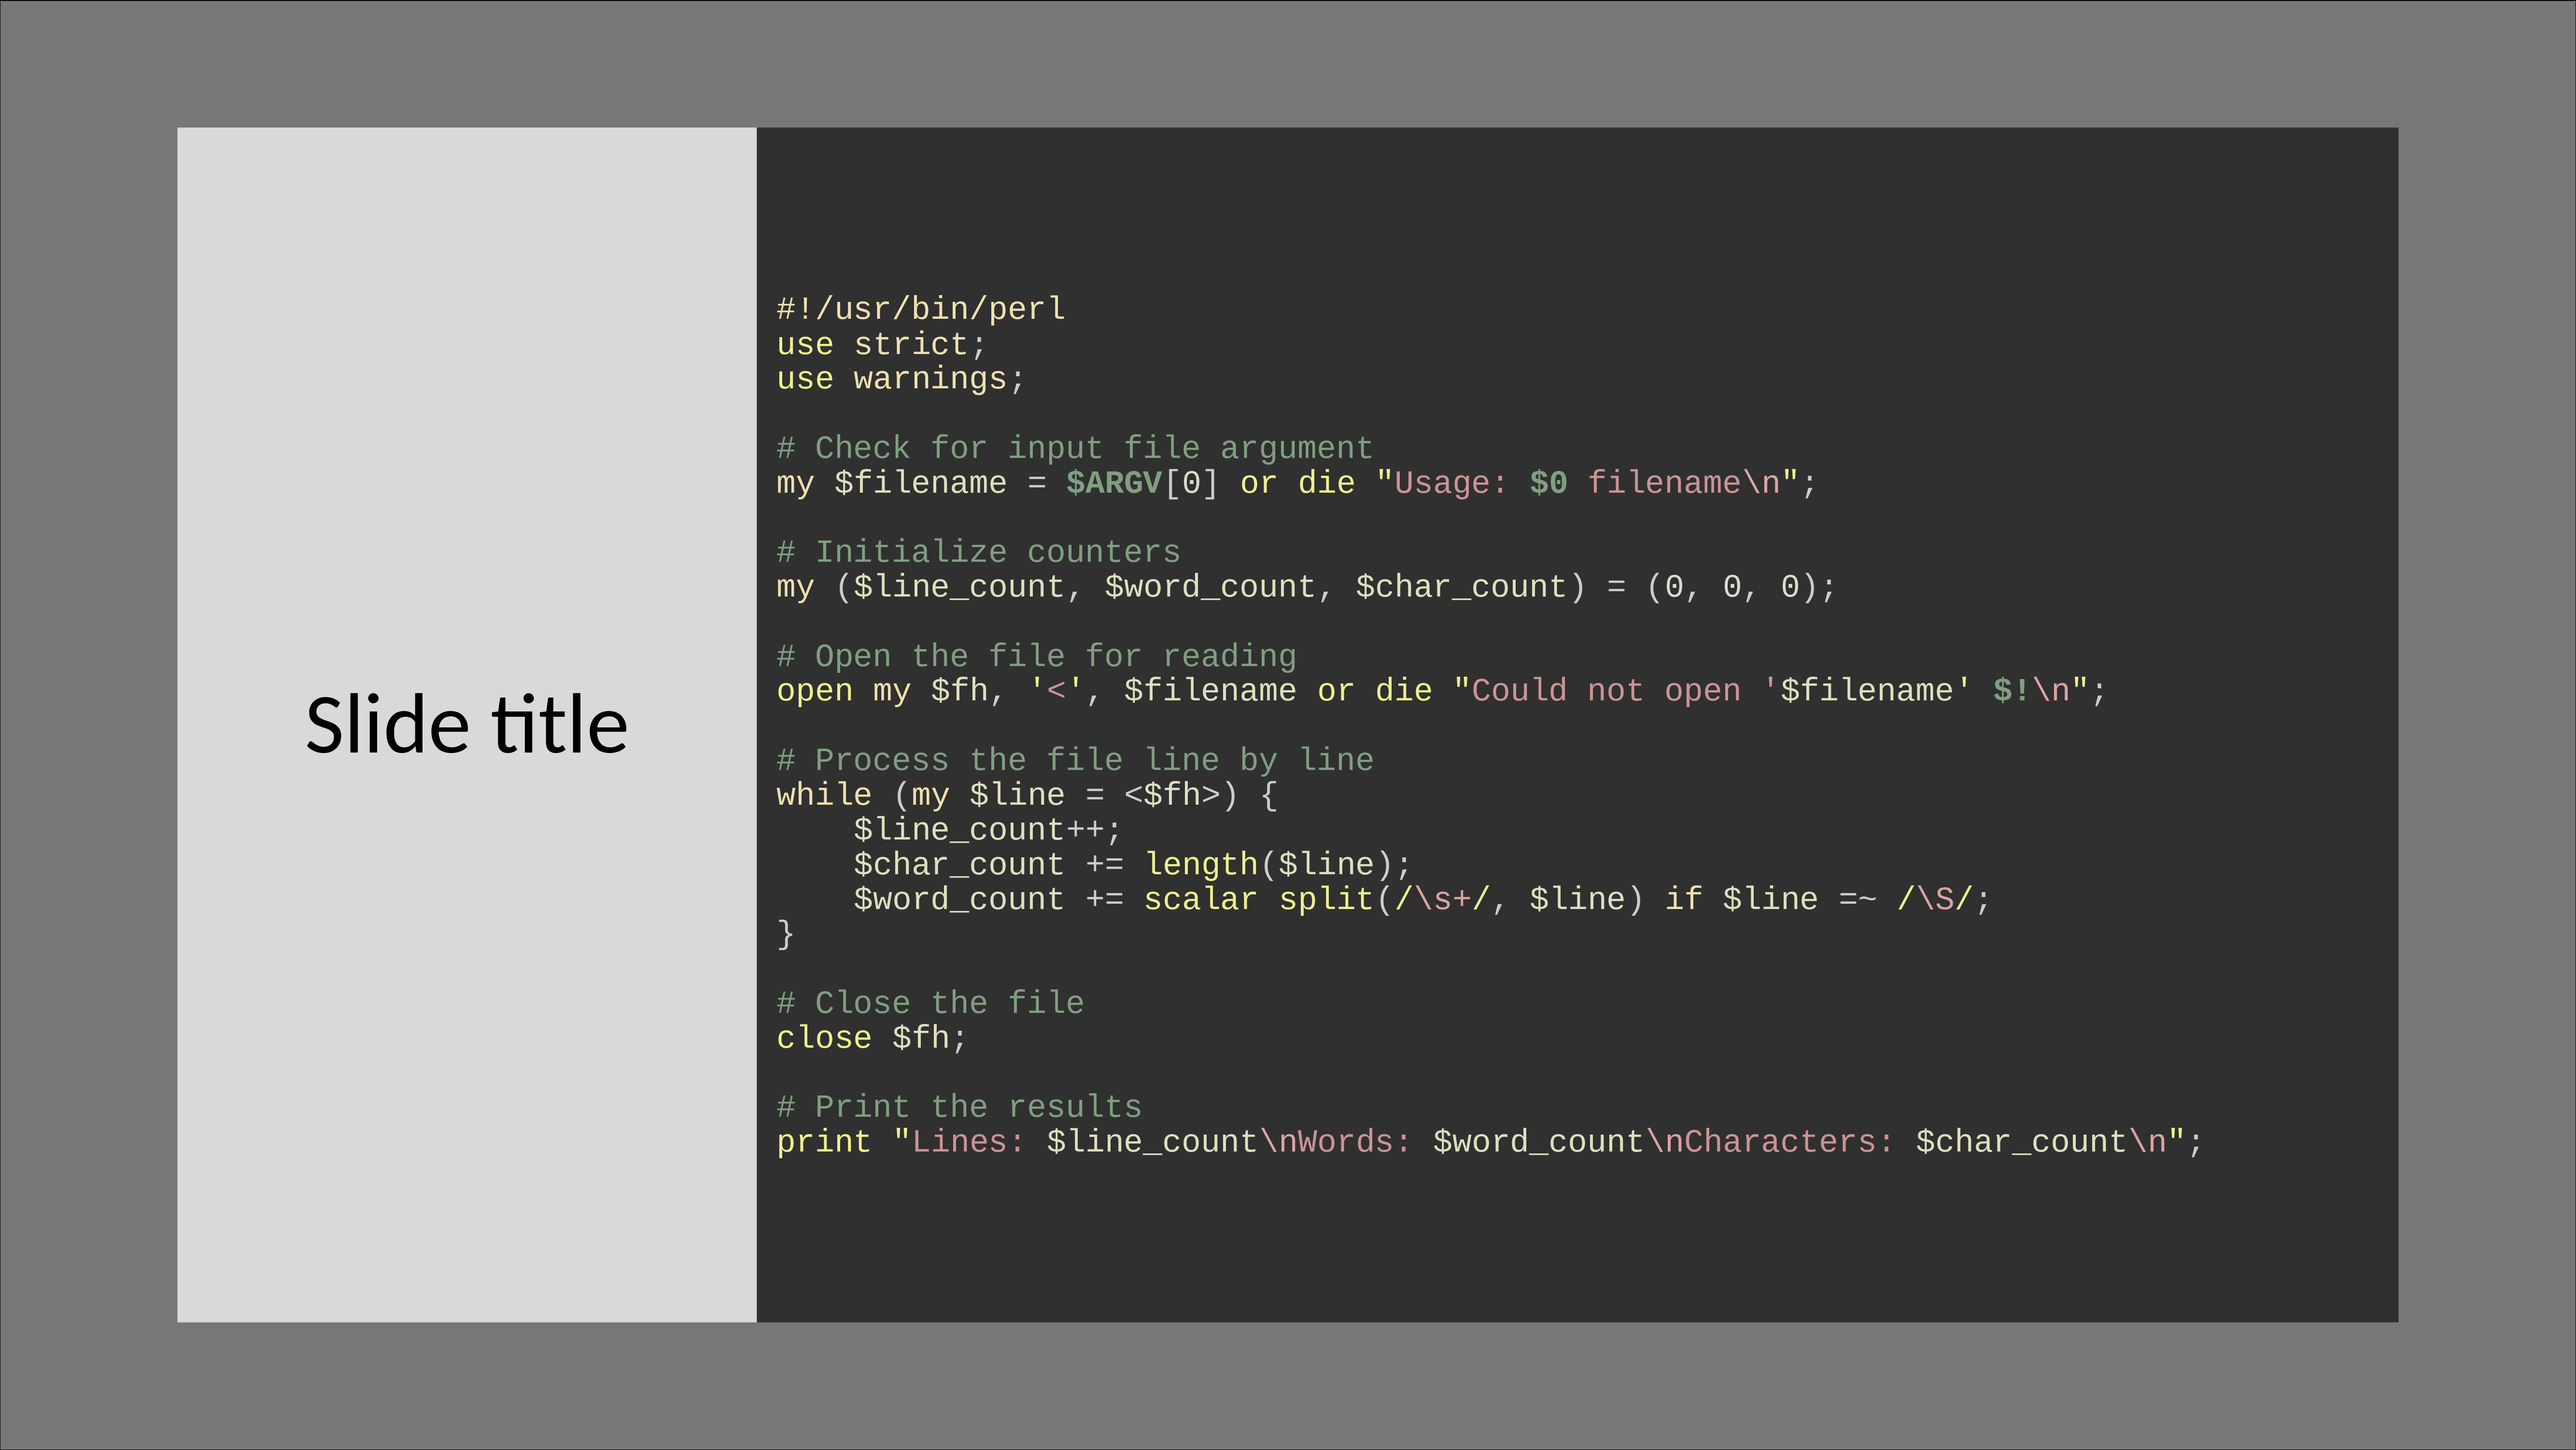 Slide title
#!/usr/bin/perl
use strict;
use warnings;
# Check for input file argument
my $filename = $ARGV[0] or die "Usage: $0 filename\n";
# Initialize counters
my ($line_count, $word_count, $char_count) = (0, 0, 0);
# Open the file for reading
open my $fh, '<', $filename or die "Could not open '$filename' $!\n";
# Process the file line by line
while (my $line = <$fh>) {
    $line_count++;
    $char_count += length($line);
    $word_count += scalar split(/\s+/, $line) if $line =~ /\S/;
}
# Close the file
close $fh;
# Print the results
print "Lines: $line_count\nWords: $word_count\nCharacters: $char_count\n";